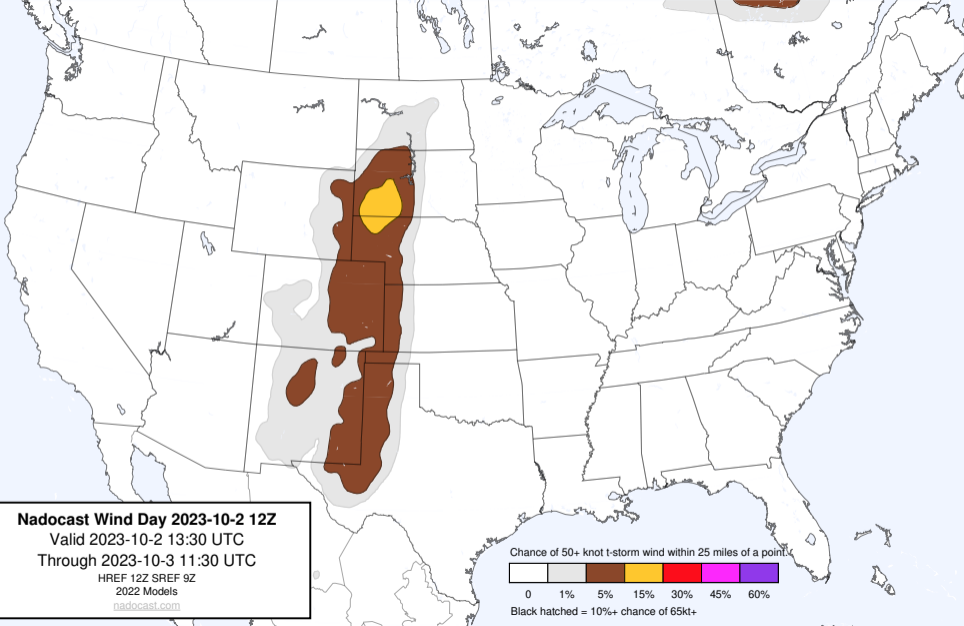 Nadocast Wind Day 2023-10-2 12Z
Valid 2023-10-2 13:30 UTC
Through 2023-10-3 11:30 UTC
HREF 12Z SREF 9Z
2022 Models
nadocast.com
Chance of 50+ knot t-storm wind within 25 miles of a point.
0 1% 5% 15% 30% 45% 60%
Black hatched = 10%+ chance of 65kt+